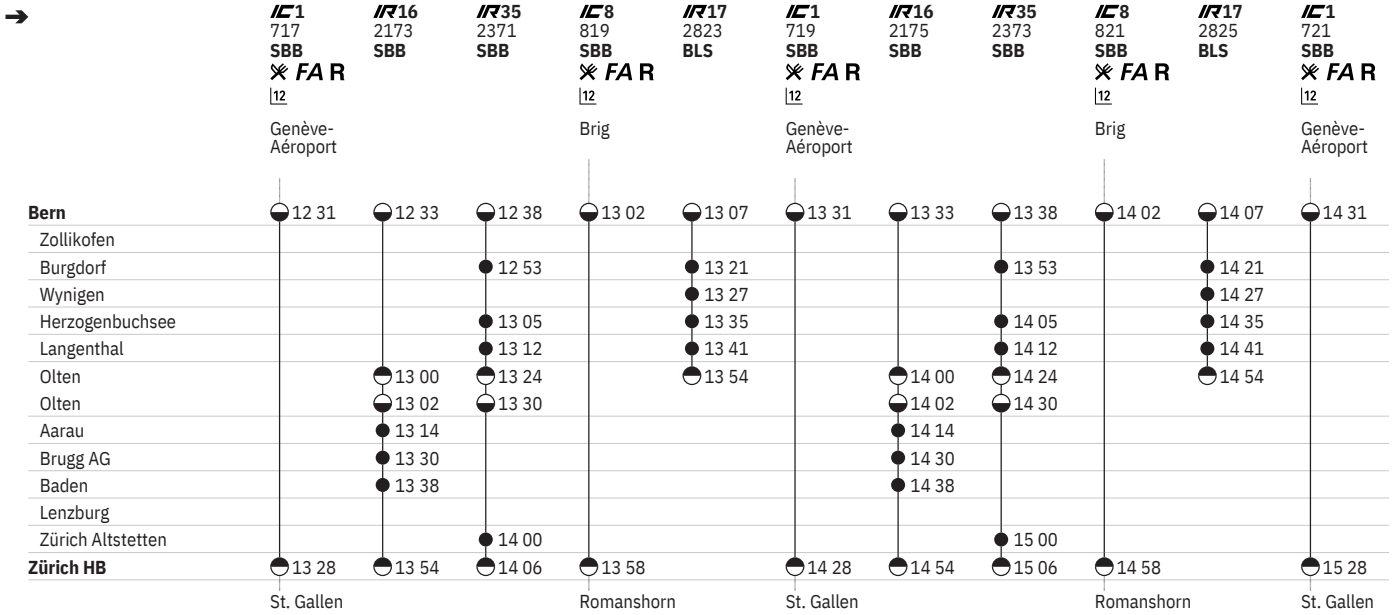 ➔ IC1 IR16 IR35 IC8 IR17 IC1 IR16 IR35 IC8 IR17 IC1
717 2173 2371 819 2823 719 2175 2373 821 2825 721
SBB SBB SBB SBB BLS SBB SBB SBB SBB BLS SBB
FA R FA R FA R FA R FA R
12 12 12 12 12
Genève- Brig Genève- Brig Genève-
Aéroport Aéroport Aéroport
Bern 12 31 12 33 12 38 13 02 13 07 13 31 13 33 13 38 14 02 14 07 14 31
Zollikofen
Burgdorf 12 53 13 21 13 53 14 21
Wynigen 13 27 14 27
Herzogenbuchsee 13 05 13 35 14 05 14 35
Langenthal 13 12 13 41 14 12 14 41
Olten 13 00 13 24 13 54 14 00 14 24 14 54
Olten 13 02 13 30 14 02 14 30
Aarau 13 14 14 14
Brugg AG 13 30 14 30
Baden 13 38 14 38
Lenzburg
Zürich Altstetten 14 00 15 00
Zürich HB 13 28 13 54 14 06 13 58 14 28 14 54 15 06 14 58 15 28
St. Gallen Romanshorn St. Gallen Romanshorn St. Gallen